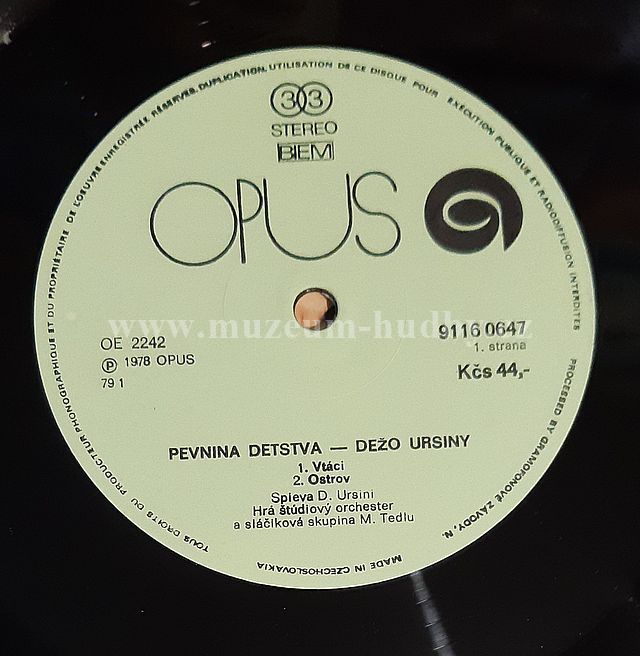 TOUS DROITS DU PRODUCTEUR PHONOGRAPHIQUE ET DU PROPRIÉTAIRE DE L'OEUVRE ENREGISTRÉE RÉSERVÉS. DUPLICATION, UTILISATION DE CE DISQUE POUR EXÉCUTION PUBLIQUE ET RADIODIFFUSION INTERDITES
33
STEREO
BIEM
OPUS
www.muzeum-hudby.cz
OE 2242
Ⓟ 1978 OPUS
79 1
9116 0647
1. strana
Kčs 44,-
PEVNINA DETSTVA — DEŽO URSINY
1. Vtáci
2. Ostrov
Spieva D. Ursini
Hrá štúdiový orchester
a sláčiková skupina M. Tedlu
PROCESSED BY GRAMOFONOVÉ ZÁVODY, N.
MADE IN CZECHOSLOVAKIA